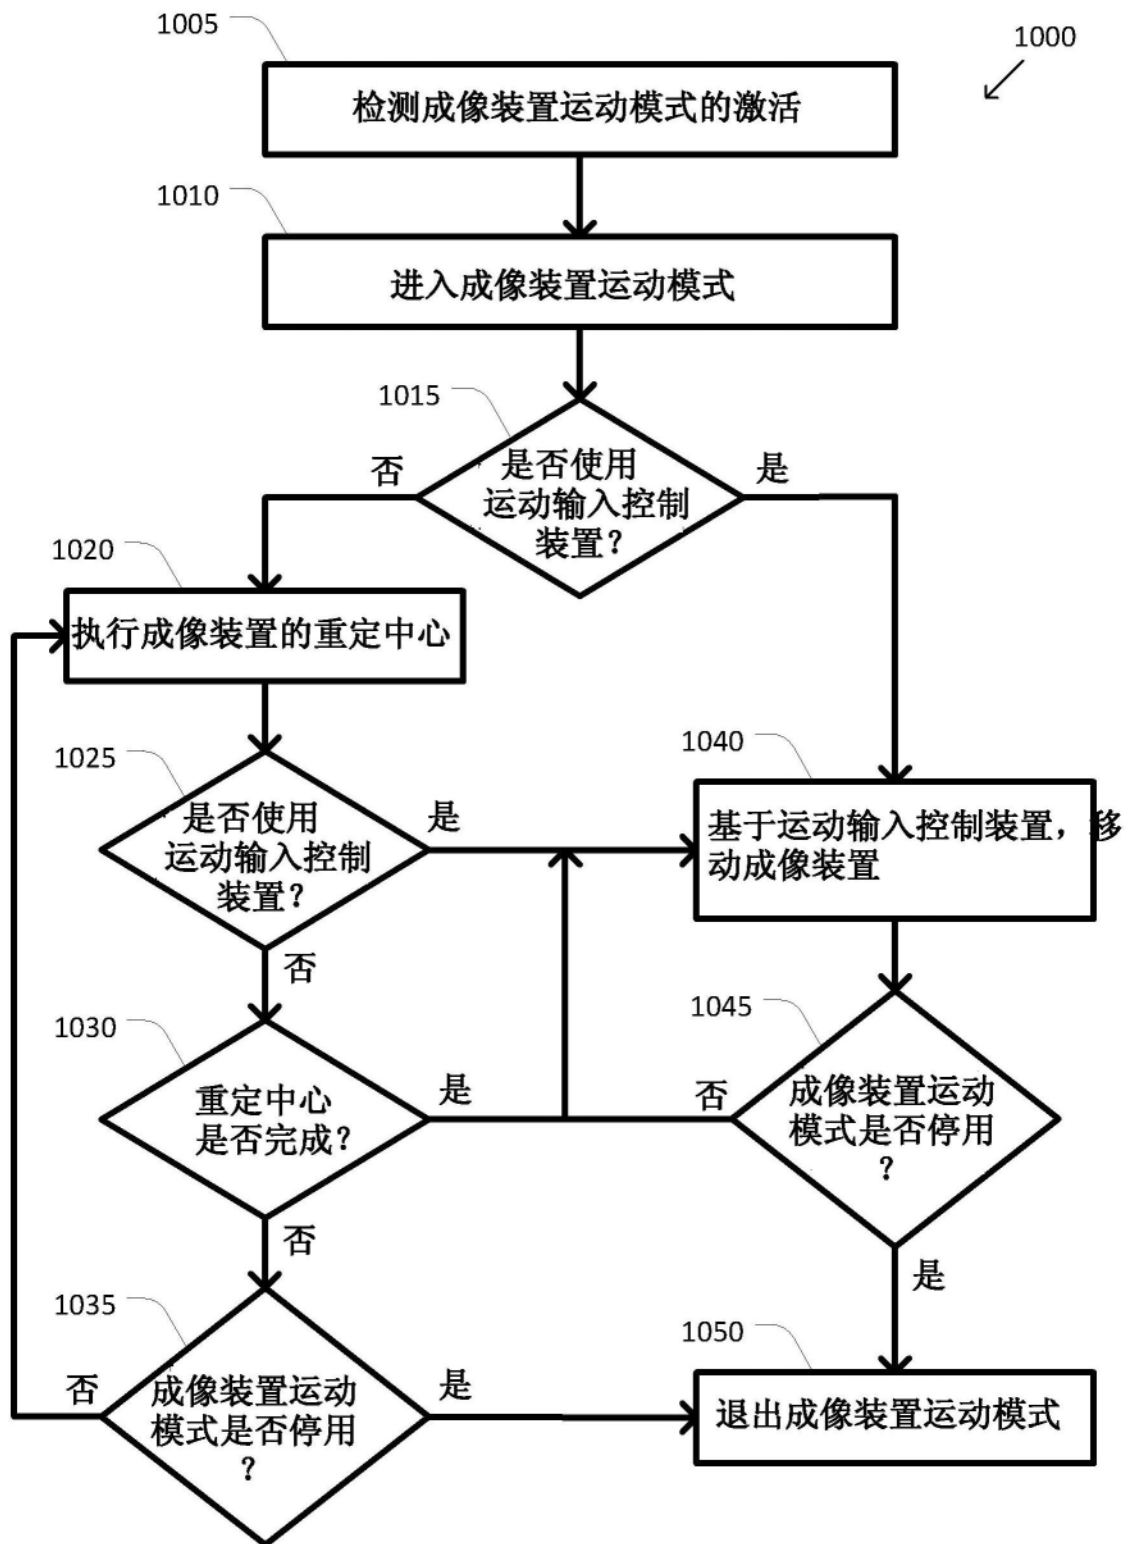 1005
1000
检测成像装置运动模式的激活
1010
进入成像装置运动模式
1015
是否使用
运动输入控制
装置？
否
是
1020
执行成像装置的重定中心
1025
是否使用
运动输入控制
装置？
是
否
1040
基于运动输入控制装置，移
动成像装置
1030
重定中心
是否完成？
是
否
1045
成像装置运动
模式是否停用
？
否
是
1035
成像装置运动
模式是否停用
？
否
是
1050
退出成像装置运动模式